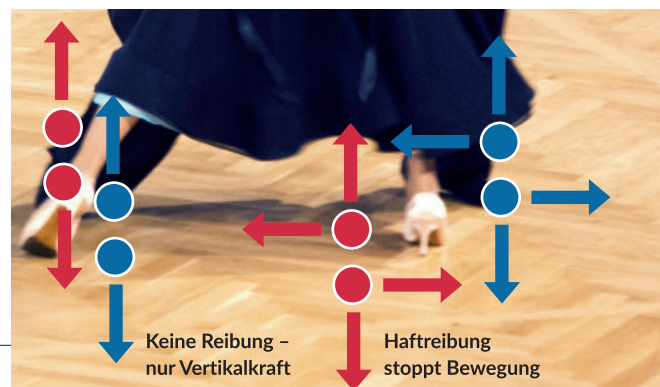 Keine Reibung –
nur Vertikalkraft
Haftreibung
stoppt Bewegung